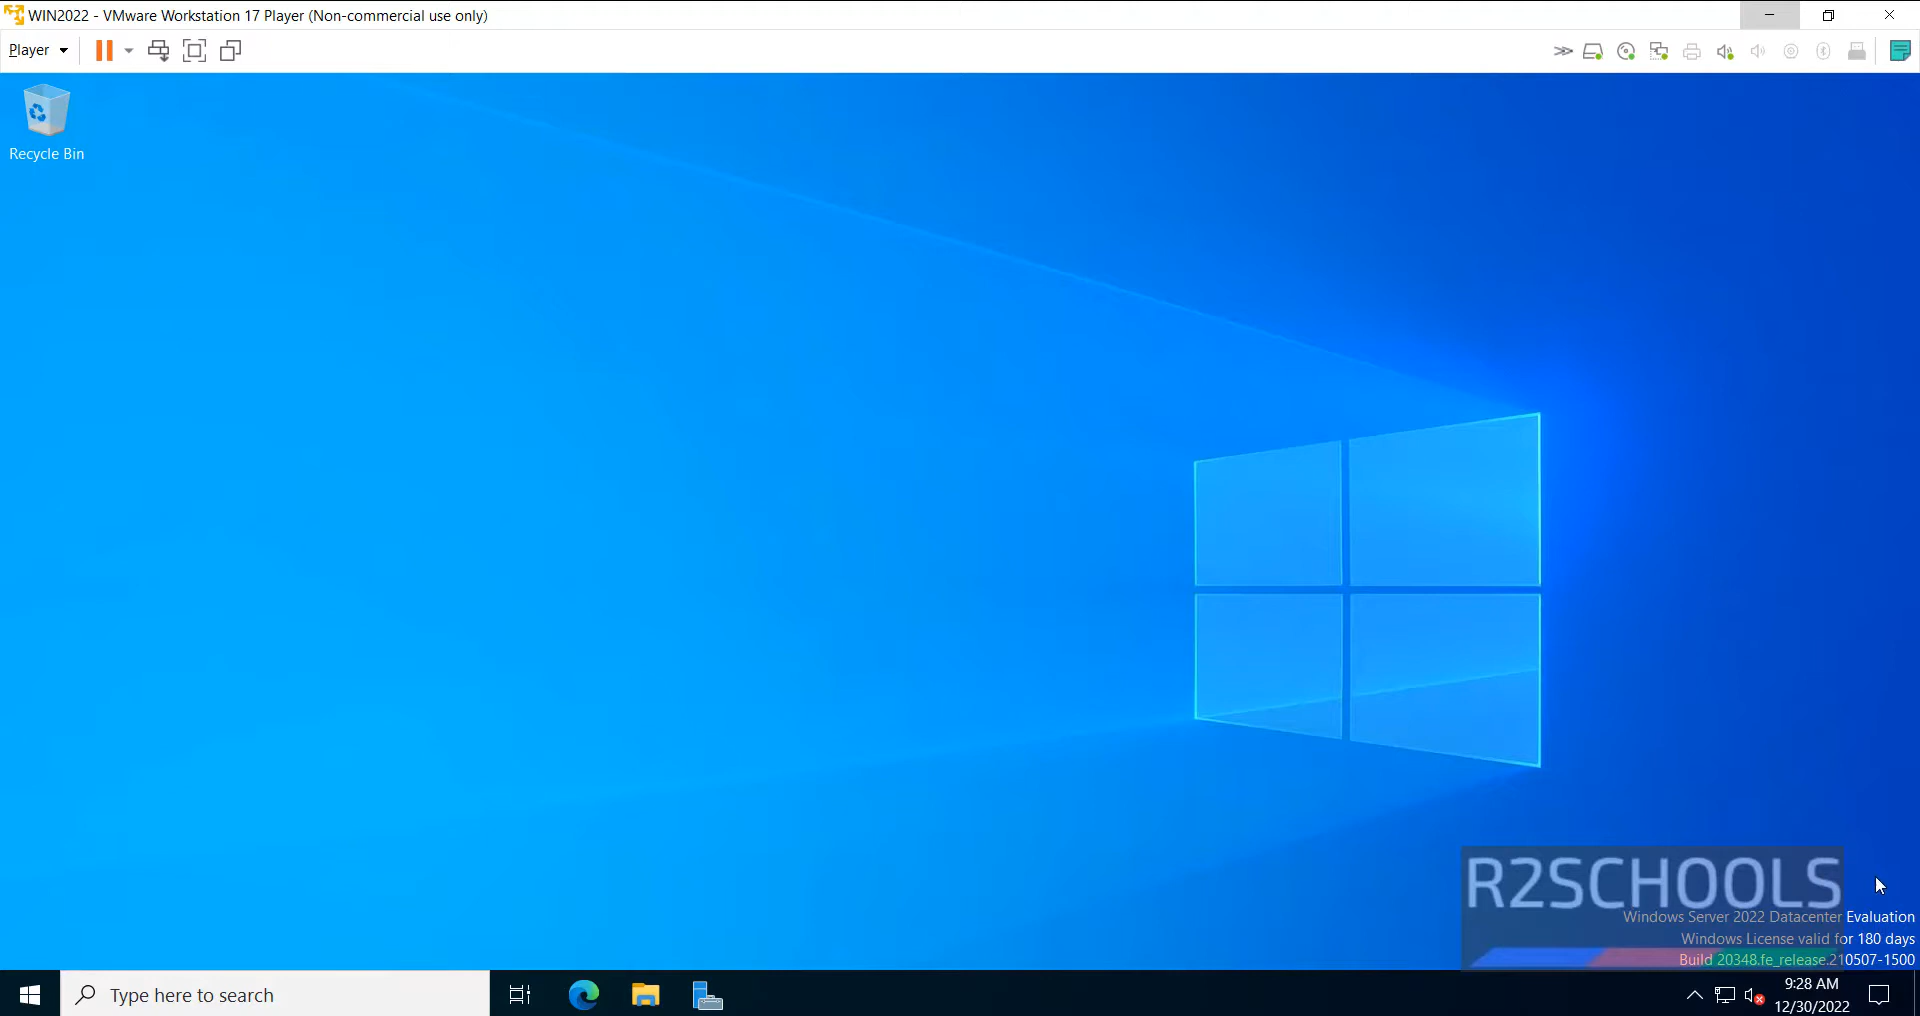 WIN2022 - VMware Workstation 17 Player (Non-commercial use only)
Player
Recycle Bin
R2SCHOOLS
Windows Server 2022 Datacenter Evaluation
Windows License valid for 180 days
Build 20348.fe_release.210507-1500
Type here to search
9:28 AM
12/30/2022